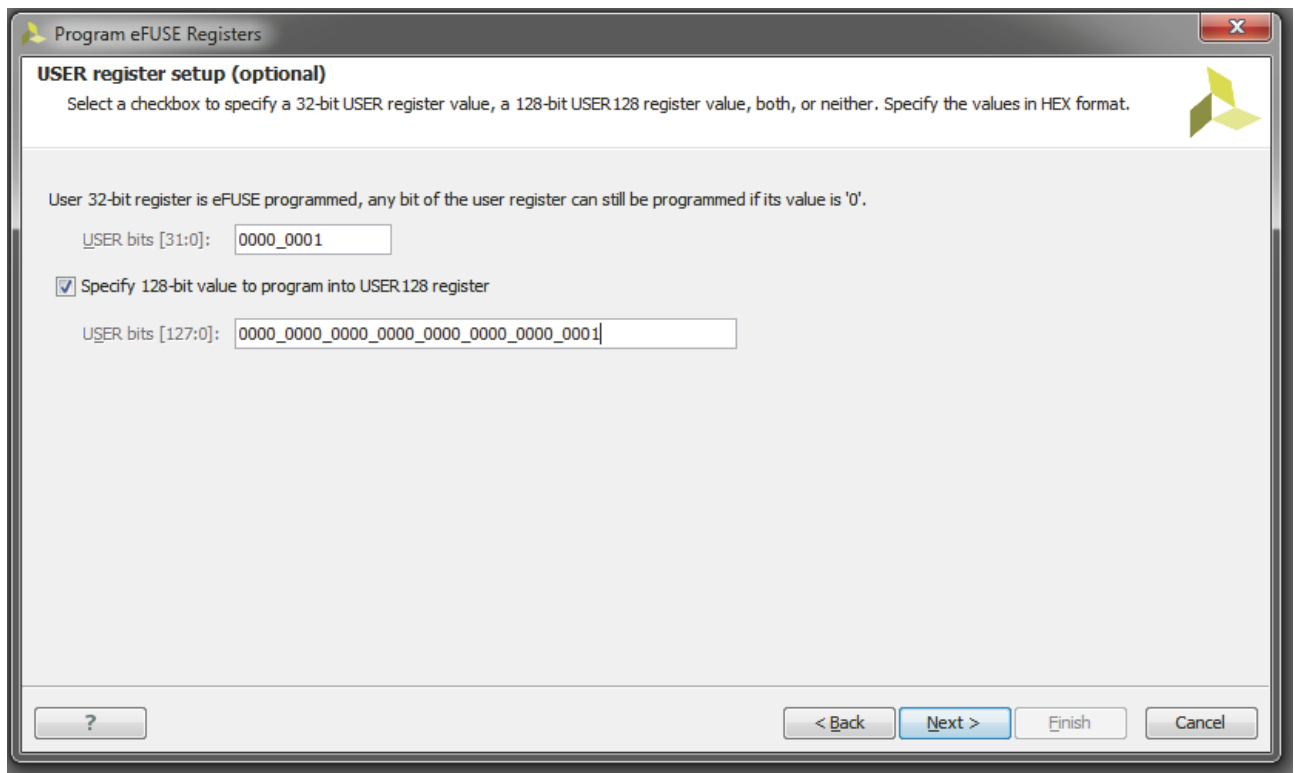 Program eFUSE Registers
X
USER register setup (optional)
Select a checkbox to specify a 32-bit USER register value, a 128-bit USER128 register value, both, or neither. Specify the values in HEX format.
User 32-bit register is eFUSE programmed, any bit of the user register can still be programmed if its value is '0'.
USER bits [31:0]: 0000_0001
Specify 128-bit value to program into USER128 register
USER bits [127:0]: 0000_0000_0000_0000_0000_0000_0000_0001
? < Back Next > Finish Cancel